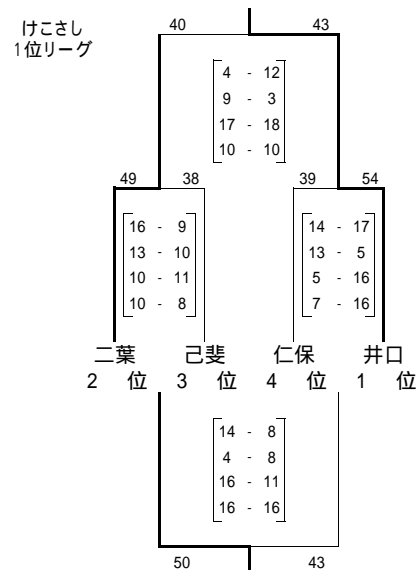 けこさし
1位リーグ
40 43
4 - 12
9 - 3
17 - 18
10 - 10
49 38 39 54
16 - 9 14 - 17
13 - 10 13 - 5
10 - 11 5 - 16
10 - 8 7 - 16
二葉 己斐 仁保 井口
2 位 3 位 4 位 1 位
14 - 8
4 - 8
16 - 11
16 - 16
50 43